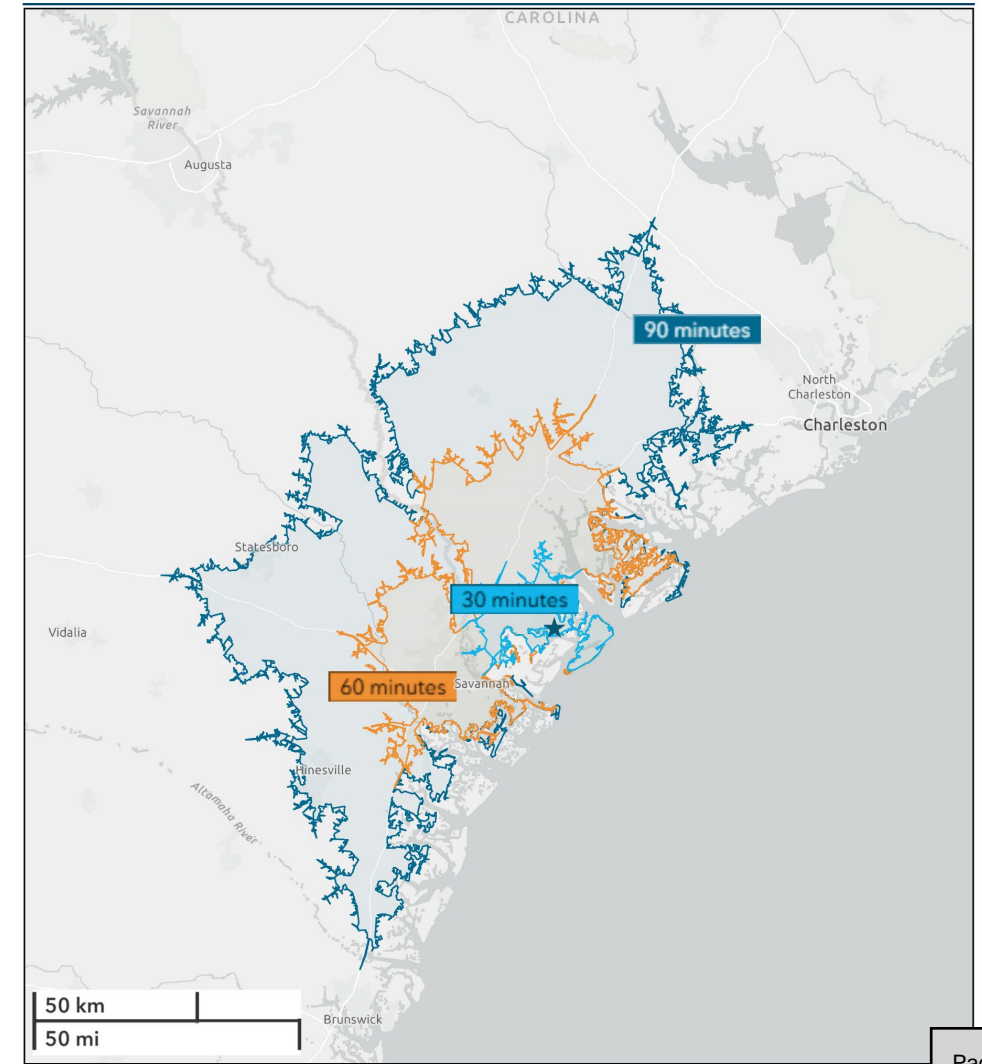 CAROLINA
Savannah
River
Augusta
90 minutes
North
Charleston
Charleston
Statesboro
30 minutes
Vidalia
60 minutes
Savannah
Hinesville
Altamaha River
50 km
50 mi
Brunswick